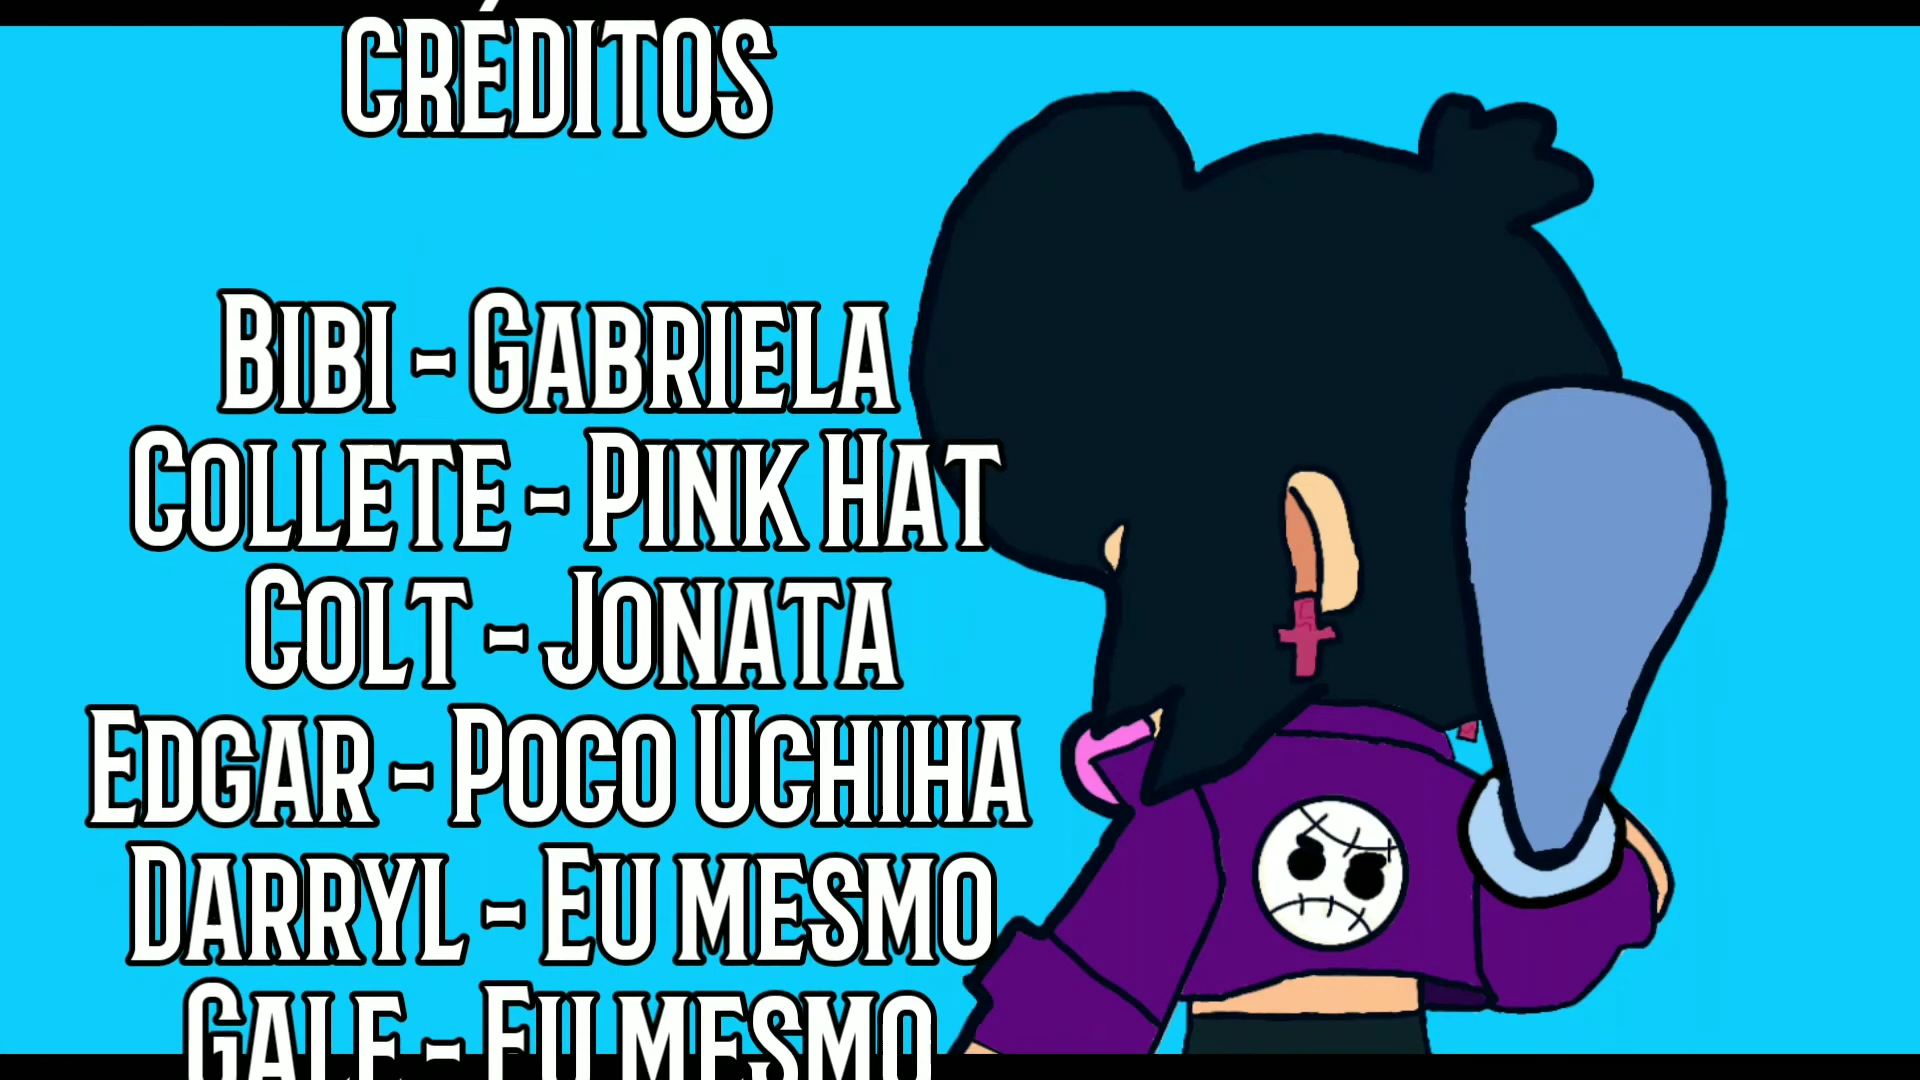 CRÉDITOS
BIBI - GABRIELA
COLLETE - PINK HAT
COLT - JONATA
EDGAR - POCO UCHIHA
DARRYL - EU MESMO
GALE - EU MESMO